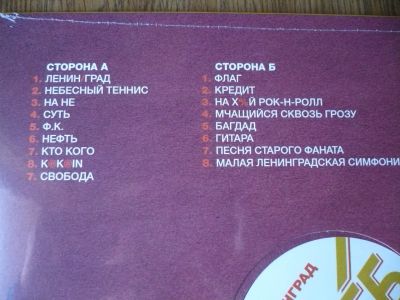 СТОРОНА А
1. ЛЕНИН/ГРАД
2. НЕБЕСНЫЙ ТЕННИС
3. НА НЕ
4. СУТЬ
5. Ф.К.
6. НЕФТЬ
7. КТО КОГО
8. K@K@IN
7. СВОБОДА
СТОРОНА Б
1. ФЛАГ
2. КРЕДИТ
3. НА Х%Й РОК-Н-РОЛЛ
4. МЧАЩИЙСЯ СКВОЗЬ ГРОЗУ
5. БАГДАД
6. ГИТАРА
7. ПЕСНЯ СТАРОГО ФАНАТА
8. МАЛАЯ ЛЕНИНГРАДСКАЯ СИМФОНИ